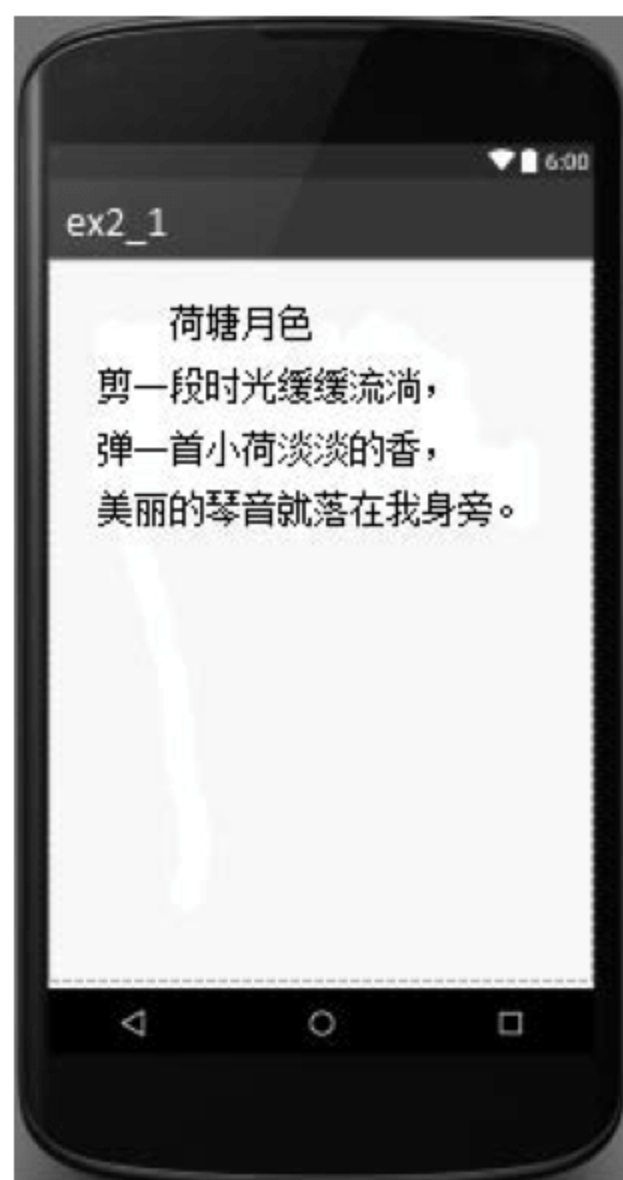 6:00
ex2_1
荷塘月色
剪一段时光缓缓流淌，
弹一首小荷淡淡的香，
美丽的琴音就落在我身旁。